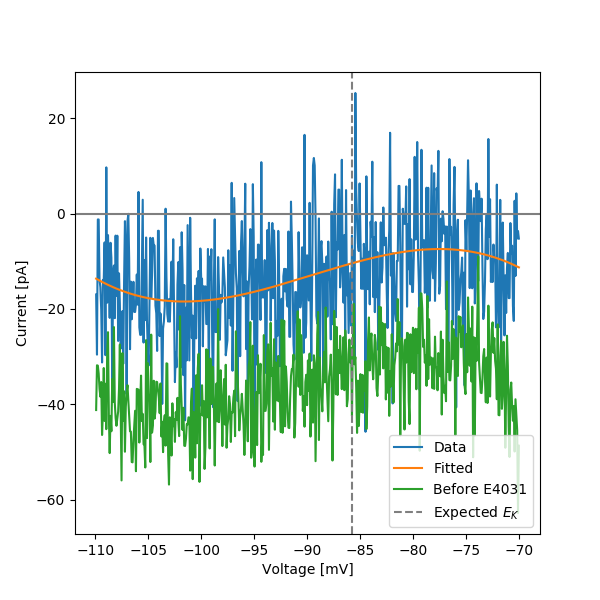 20
0
−20
−40
−60
Current [pA]
Data
Fitted
Before E4031
Expected E_K
−110 −105 −100 −95 −90 −85 −80 −75 −70
Voltage [mV]